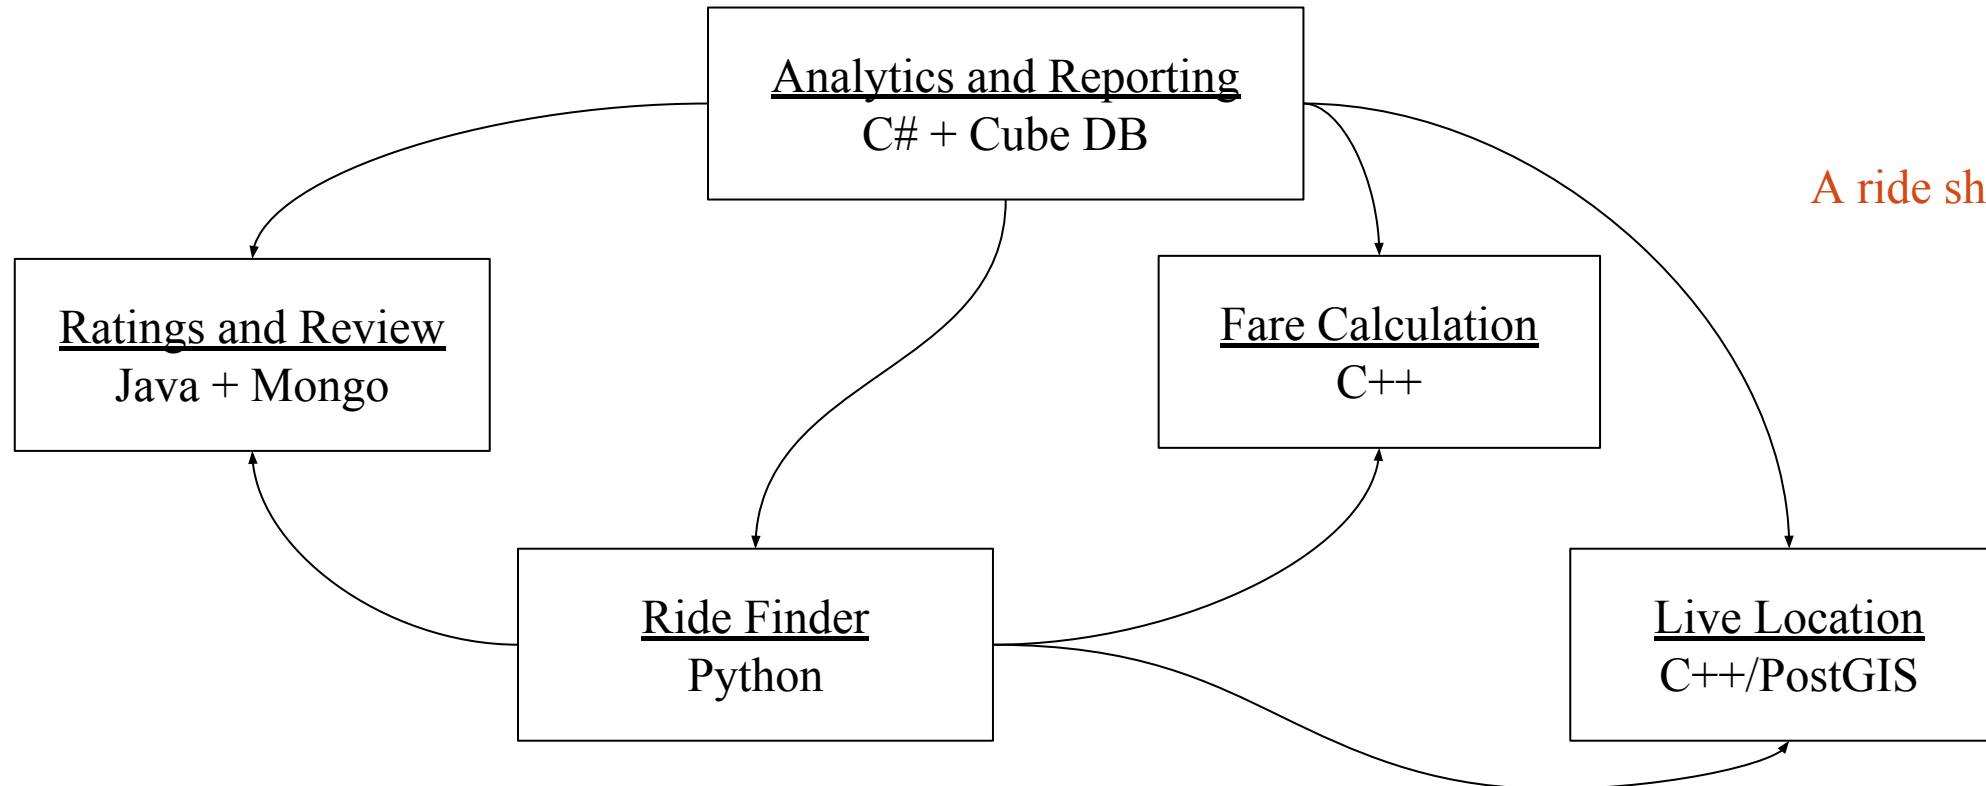 Analytics and Reporting
C# + Cube DB
A ride sh
Ratings and Review
Java + Mongo
Fare Calculation
C++
Ride Finder
Python
Live Location
C++/PostGIS